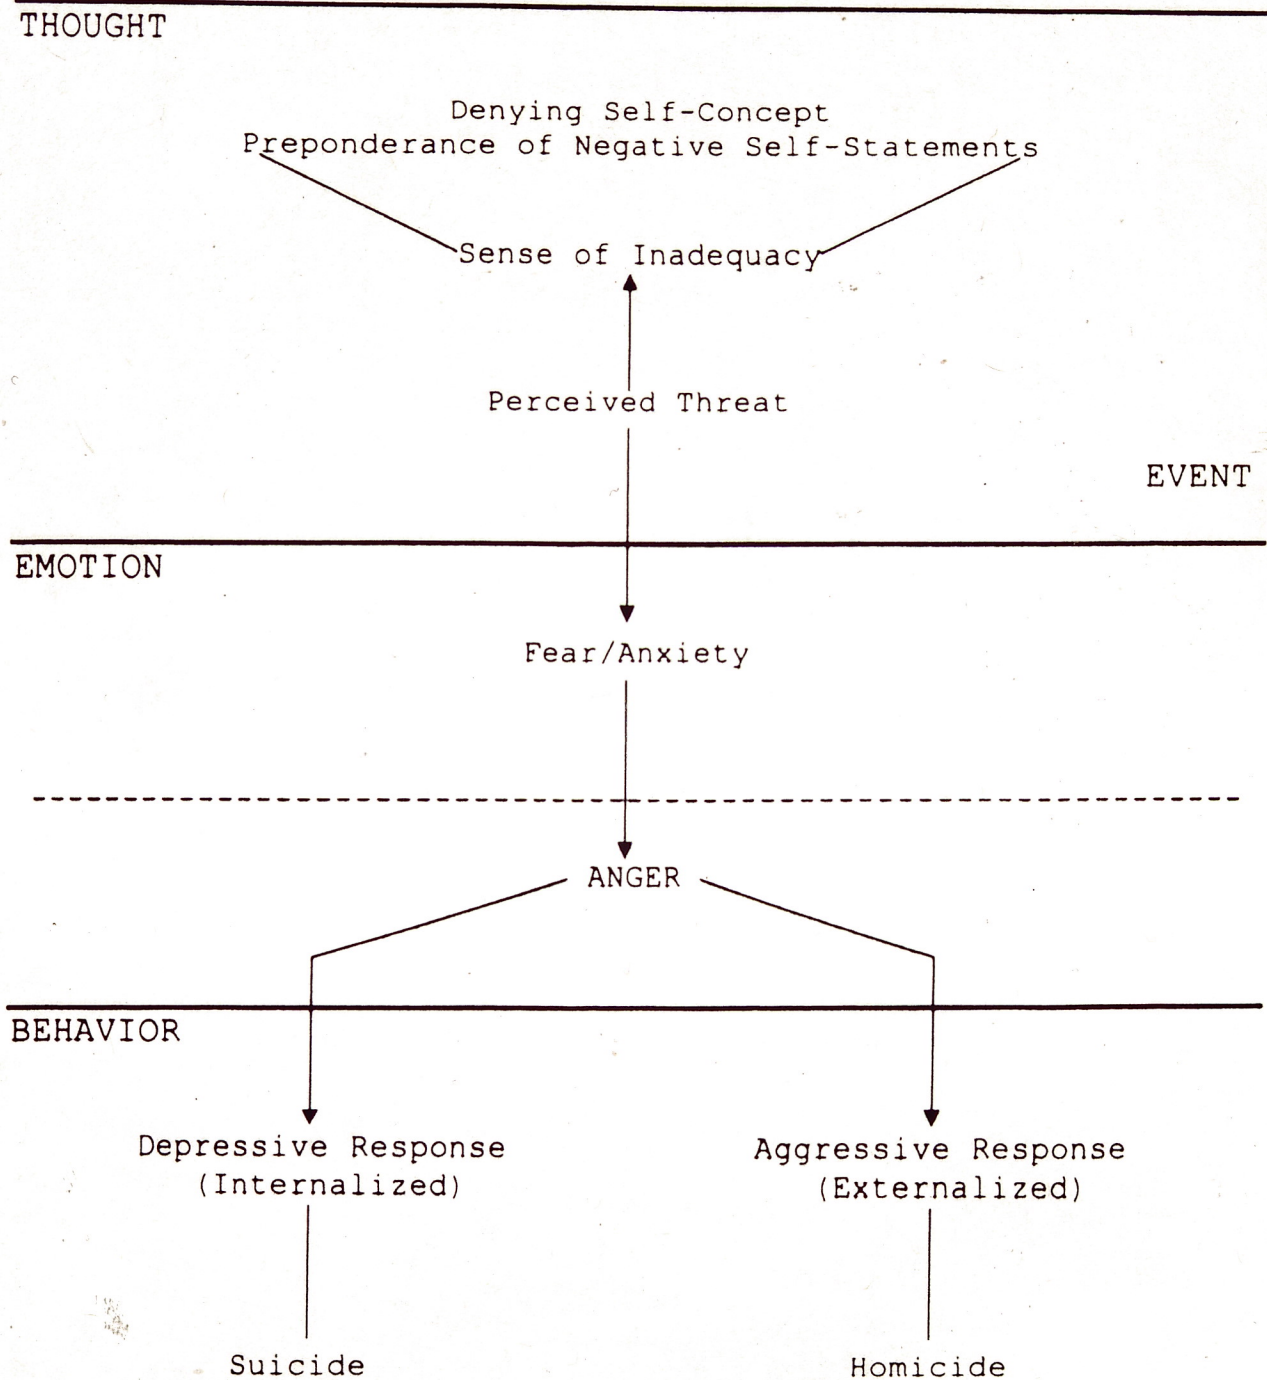 THOUGHT
Denying Self-Concept
Preponderance of Negative Self-Statements
Sense of Inadequacy
Perceived Threat
EVENT
EMOTION
Fear/Anxiety
ANGER
BEHAVIOR
Depressive Response
(Internalized)
Aggressive Response
(Externalized)
Suicide
Homicide